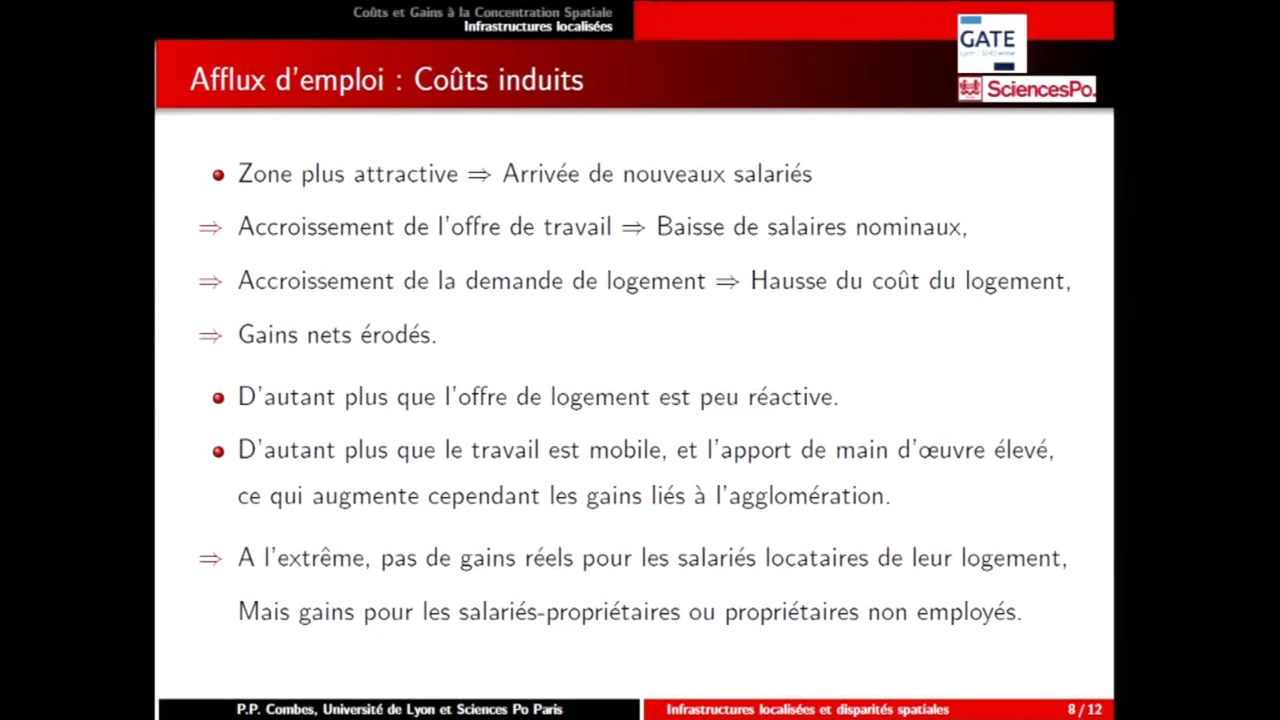 Coûts et Gains à la Concentration Spatiale
Infrastructures localisées
GATE
SciencesPo.
Afflux d'emploi : Coûts induits
Zone plus attractive ⇒ Arrivée de nouveaux salariés
⇒ Accroissement de l'offre de travail ⇒ Baisse de salaires nominaux,
⇒ Accroissement de la demande de logement ⇒ Hausse du coût du logement,
⇒ Gains nets érodés.
D'autant plus que l'offre de logement est peu réactive.
D'autant plus que le travail est mobile, et l'apport de main d'œuvre élevé,
ce qui augmente cependant les gains liés à l'agglomération.
⇒ A l'extrême, pas de gains réels pour les salariés locataires de leur logement,
Mais gains pour les salariés-propriétaires ou propriétaires non employés.
P.P. Combes, Université de Lyon et Sciences Po Paris
Infrastructures localisées et disparités spatiales
8 / 12